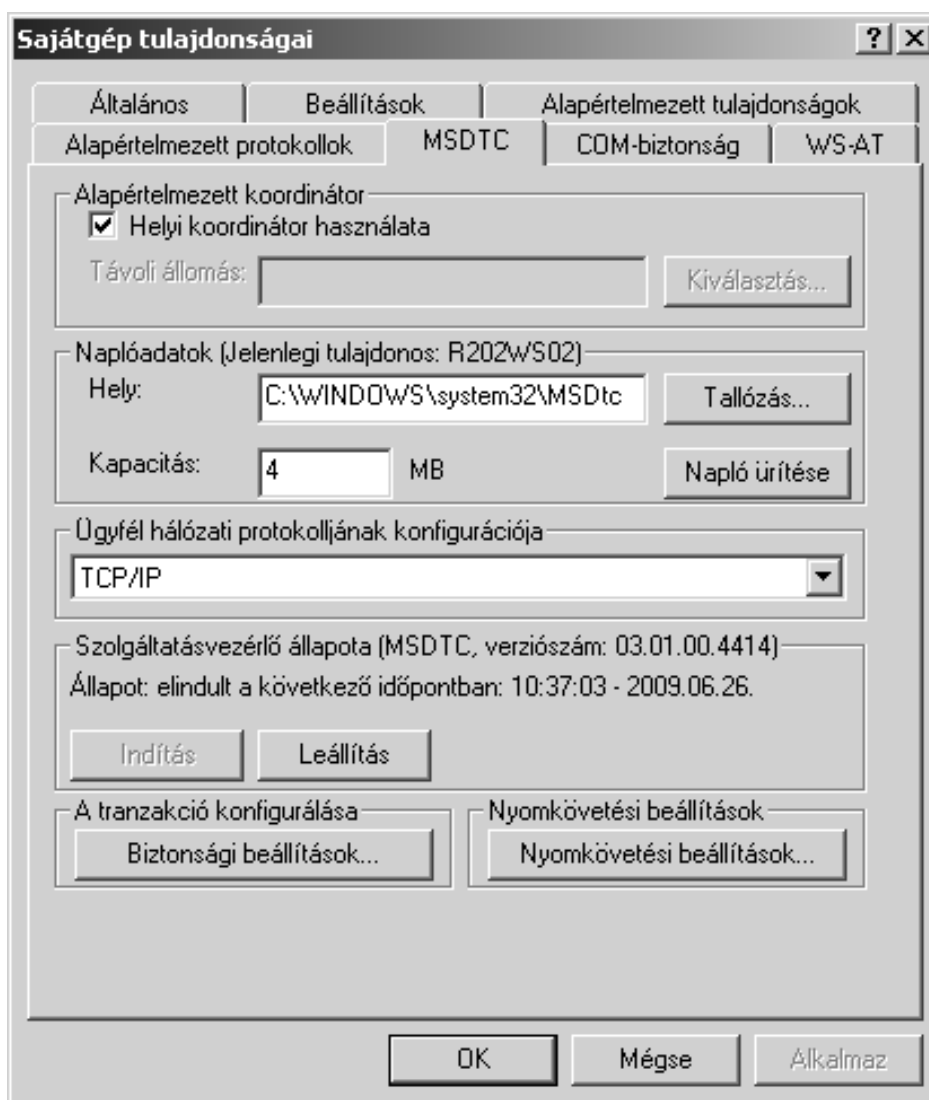 Sajátgép tulajdonságai
Általános Beállítások Alapértelmezett tulajdonságok
Alapértelmezett protokollok MSDTC COM-biztonság WS-AT
Alapértelmezett koordinátor
Helyi koordinátor használata
Távoli állomás: Kiválasztás...
Naplóadatok (Jelenlegi tulajdonos: R202WS02)
Hely: C:\WINDOWS\system32\MSDtc Tallózás...
Kapacitás: 4 MB Napló ürítése
Ügyfél hálózati protokolljának konfigurációja
TCP/IP
Szolgáltatásvezérlő állapota (MSDTC, verziószám: 03.01.00.4414)
Állapot: elindult a következő időpontban: 10:37:03 - 2009.06.26.
Indítás Leállítás
A tranzakció konfigurálása Nyomkövetési beállítások
Biztonsági beállítások... Nyomkövetési beállítások...
OK Mégse Alkalmaz